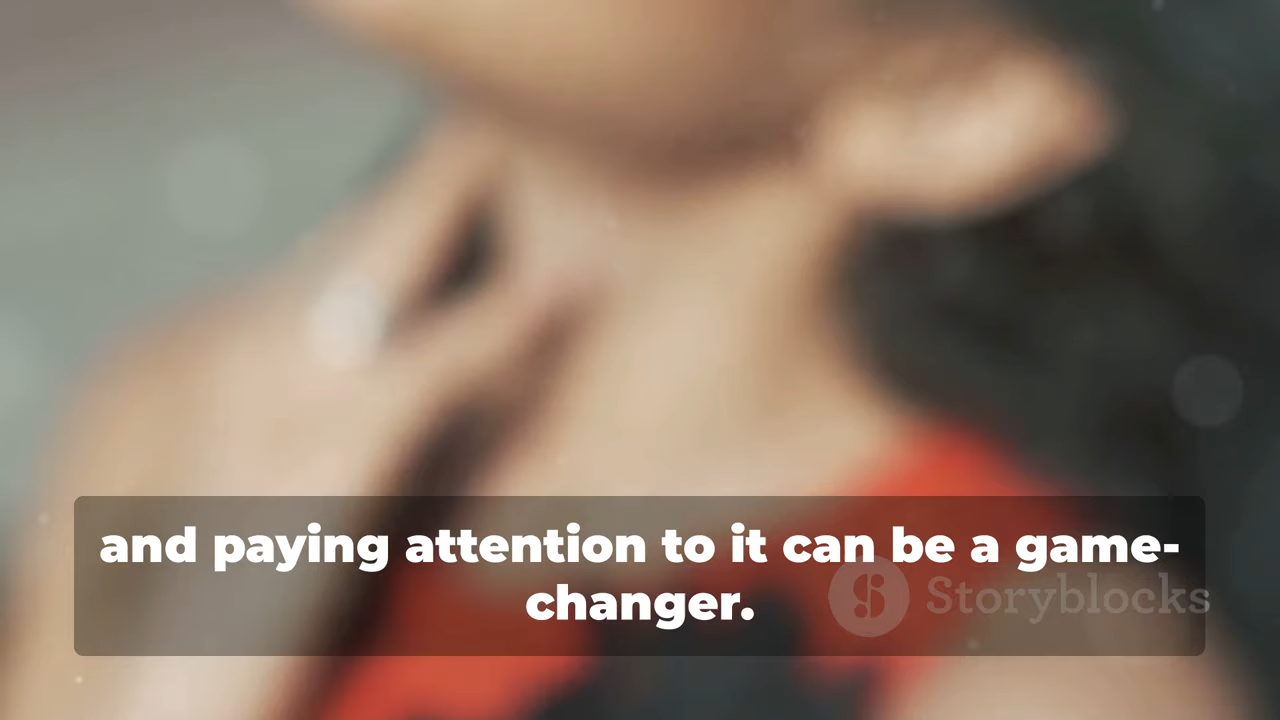 and paying attention to it can be a game-
changer.
Storyblocks